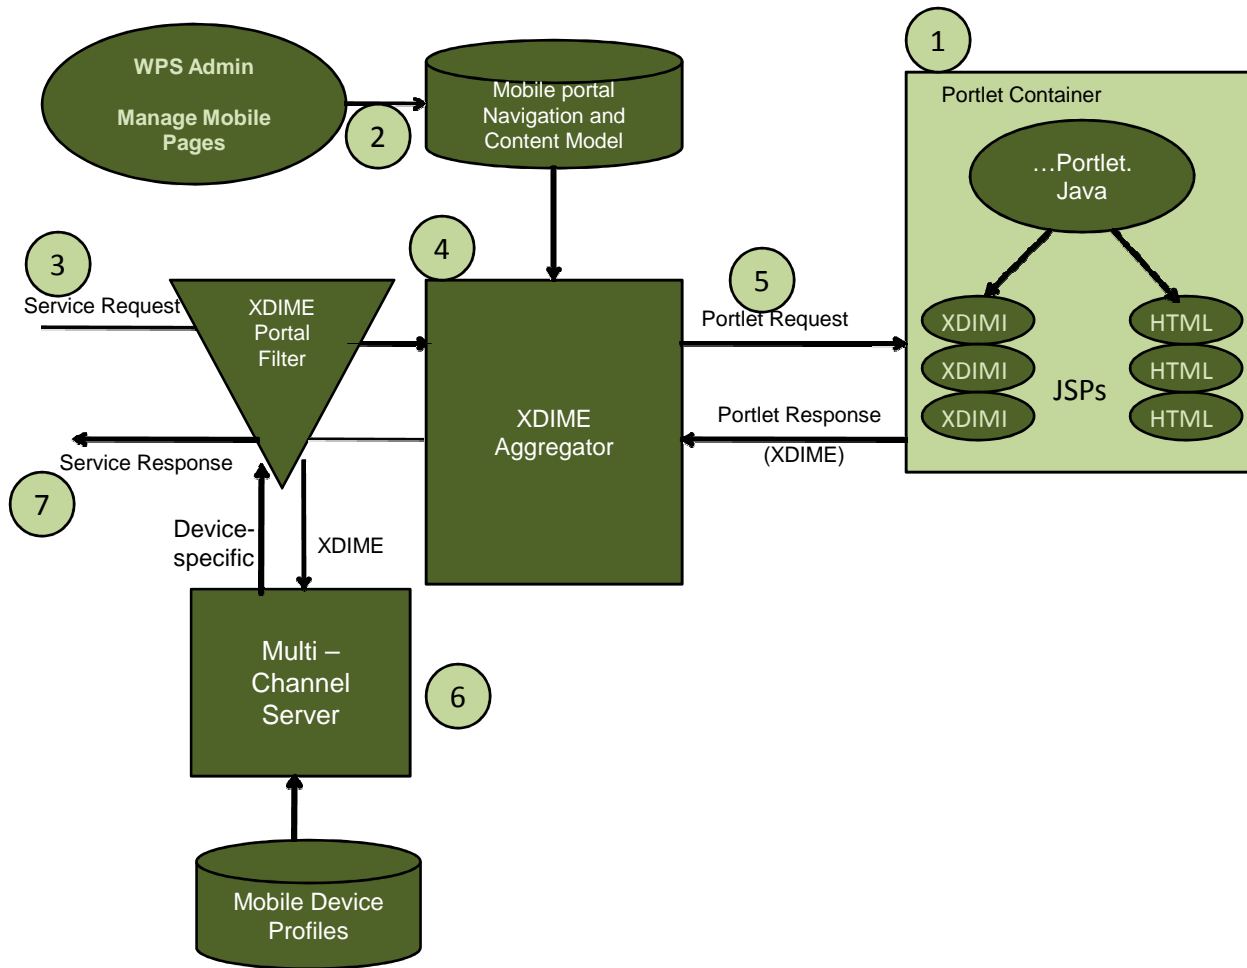 1
WPS Admin
Manage Mobile
Pages
2
Mobile portal
Navigation and
Content Model
Portlet Container
...Portlet.
Java
3
Service Request
XDIME
Portal
Filter
4
5
Portlet Request
XDIMI
XDIMI
XDIMI
JSPs
HTML
HTML
HTML
XDIME
Aggregator
Portlet Response
(XDIME)
Service Response
7
Device-
specific
XDIME
Multi –
Channel
Server
6
Mobile Device
Profiles